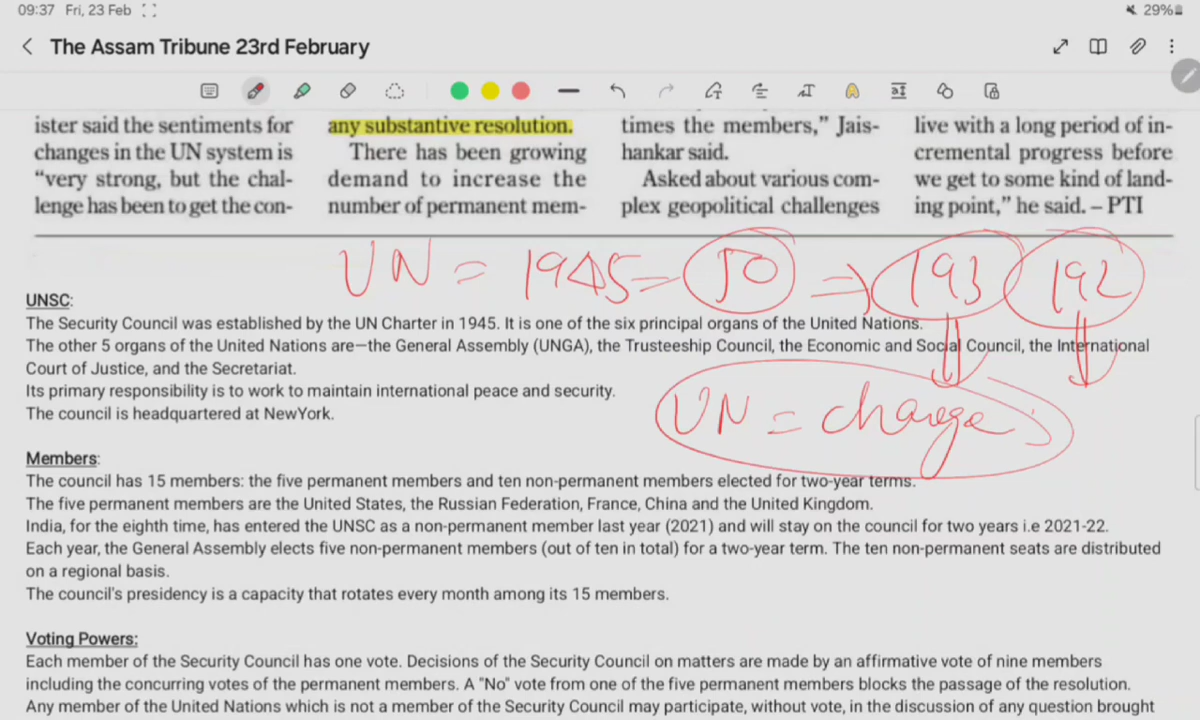 09:37 Fri, 23 Feb
29%
The Assam Tribune 23rd February
ister said the sentiments for
changes in the UN system is
“very strong, but the chal-
lenge has been to get the con-
any substantive resolution.
There has been growing
demand to increase the
number of permanent mem-
times the members,” Jais-
hankar said.
Asked about various com-
plex geopolitical challenges
live with a long period of in-
cremental progress before
we get to some kind of land-
ing point,” he said. – PTI
UN = 1945 = 50 ⇒ 193 192
UNSC:
The Security Council was established by the UN Charter in 1945. It is one of the six principal organs of the United Nations.
The other 5 organs of the United Nations are—the General Assembly (UNGA), the Trusteeship Council, the Economic and Social Council, the International
Court of Justice, and the Secretariat.
Its primary responsibility is to work to maintain international peace and security.
The council is headquartered at NewYork.
UN = change
Members:
The council has 15 members: the five permanent members and ten non-permanent members elected for two-year terms.
The five permanent members are the United States, the Russian Federation, France, China and the United Kingdom.
India, for the eighth time, has entered the UNSC as a non-permanent member last year (2021) and will stay on the council for two years i.e 2021-22.
Each year, the General Assembly elects five non-permanent members (out of ten in total) for a two-year term. The ten non-permanent seats are distributed
on a regional basis.
The council's presidency is a capacity that rotates every month among its 15 members.
Voting Powers:
Each member of the Security Council has one vote. Decisions of the Security Council on matters are made by an affirmative vote of nine members
including the concurring votes of the permanent members. A "No" vote from one of the five permanent members blocks the passage of the resolution.
Any member of the United Nations which is not a member of the Security Council may participate, without vote, in the discussion of any question brought